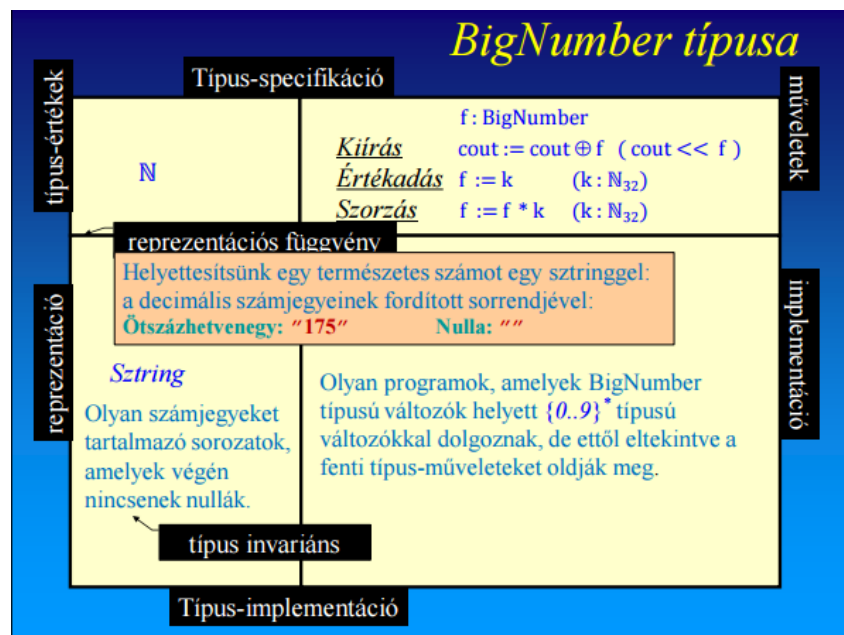 BigNumber típusa
Típus-specifikáció
típus-értékek
műveletek
ℕ
f : BigNumber
Kiírás cout := cout ⊕ f ( cout << f )
Értékadás f := k (k : ℕ₃₂)
Szorzás f := f * k (k : ℕ₃₂)
reprezentációs függvény
Helyettesítsünk egy természetes számot egy sztringgel:
a decimális számjegyeinek fordított sorrendjével:
Ötszázhetvenegy: ″175″ Nulla: ″″
reprezentáció
implementáció
Sztring
Olyan számjegyeket
tartalmazó sorozatok,
amelyek végén
nincsenek nullák.
Olyan programok, amelyek BigNumber
típusú változók helyett {0..9}* típusú
változókkal dolgoznak, de ettől eltekintve a
fenti típus-műveleteket oldják meg.
típus invariáns
Típus-implementáció